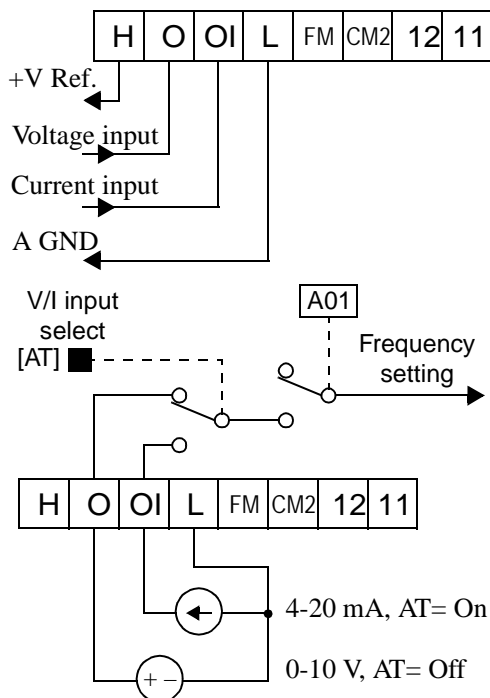 H O OI L FM CM2 12 11
+V Ref.
Voltage input
Current input
A GND
V/I input
select
[AT]
A01
Frequency
setting
H O OI L FM CM2 12 11
4-20 mA, AT= On
+ −
0-10 V, AT= Off